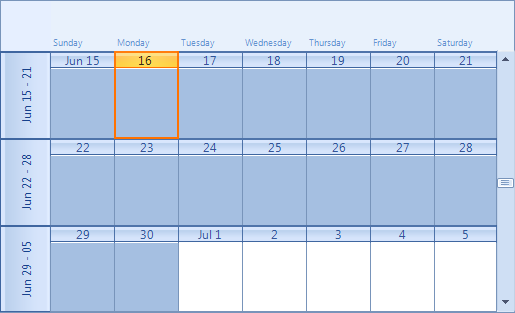 Sunday Monday Tuesday Wednesday Thursday Friday Saturday
Jun 15 - 21
Jun 15 16 17 18 19 20 21
Jun 22 - 28
22 23 24 25 26 27 28
Jun 29 - 05
29 30 Jul 1 2 3 4 5